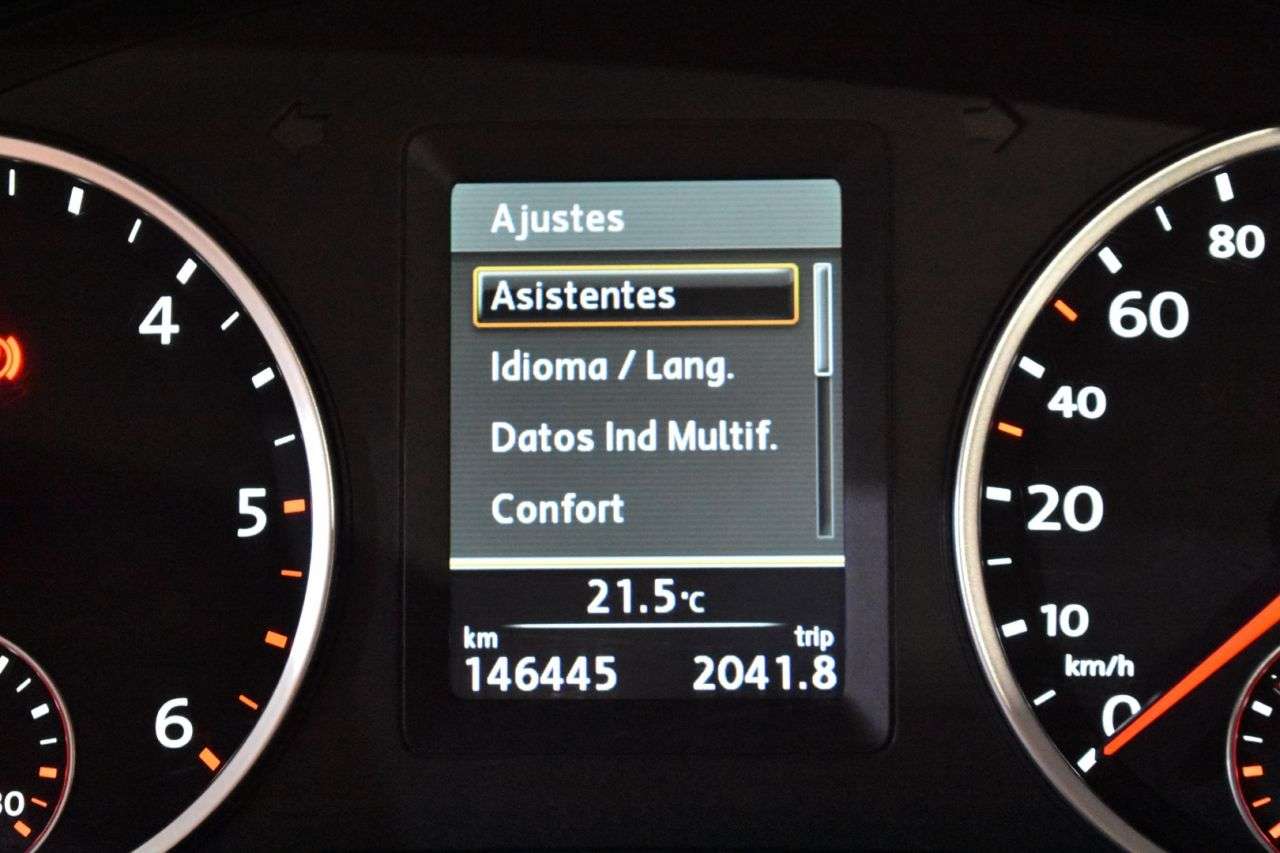 Ajustes
Asistentes
Idioma / Lang.
Datos Ind Multif.
Confort
21.5°C
km trip
146445 2041.8
4
5
6
80
60
40
20
10
km/h
0